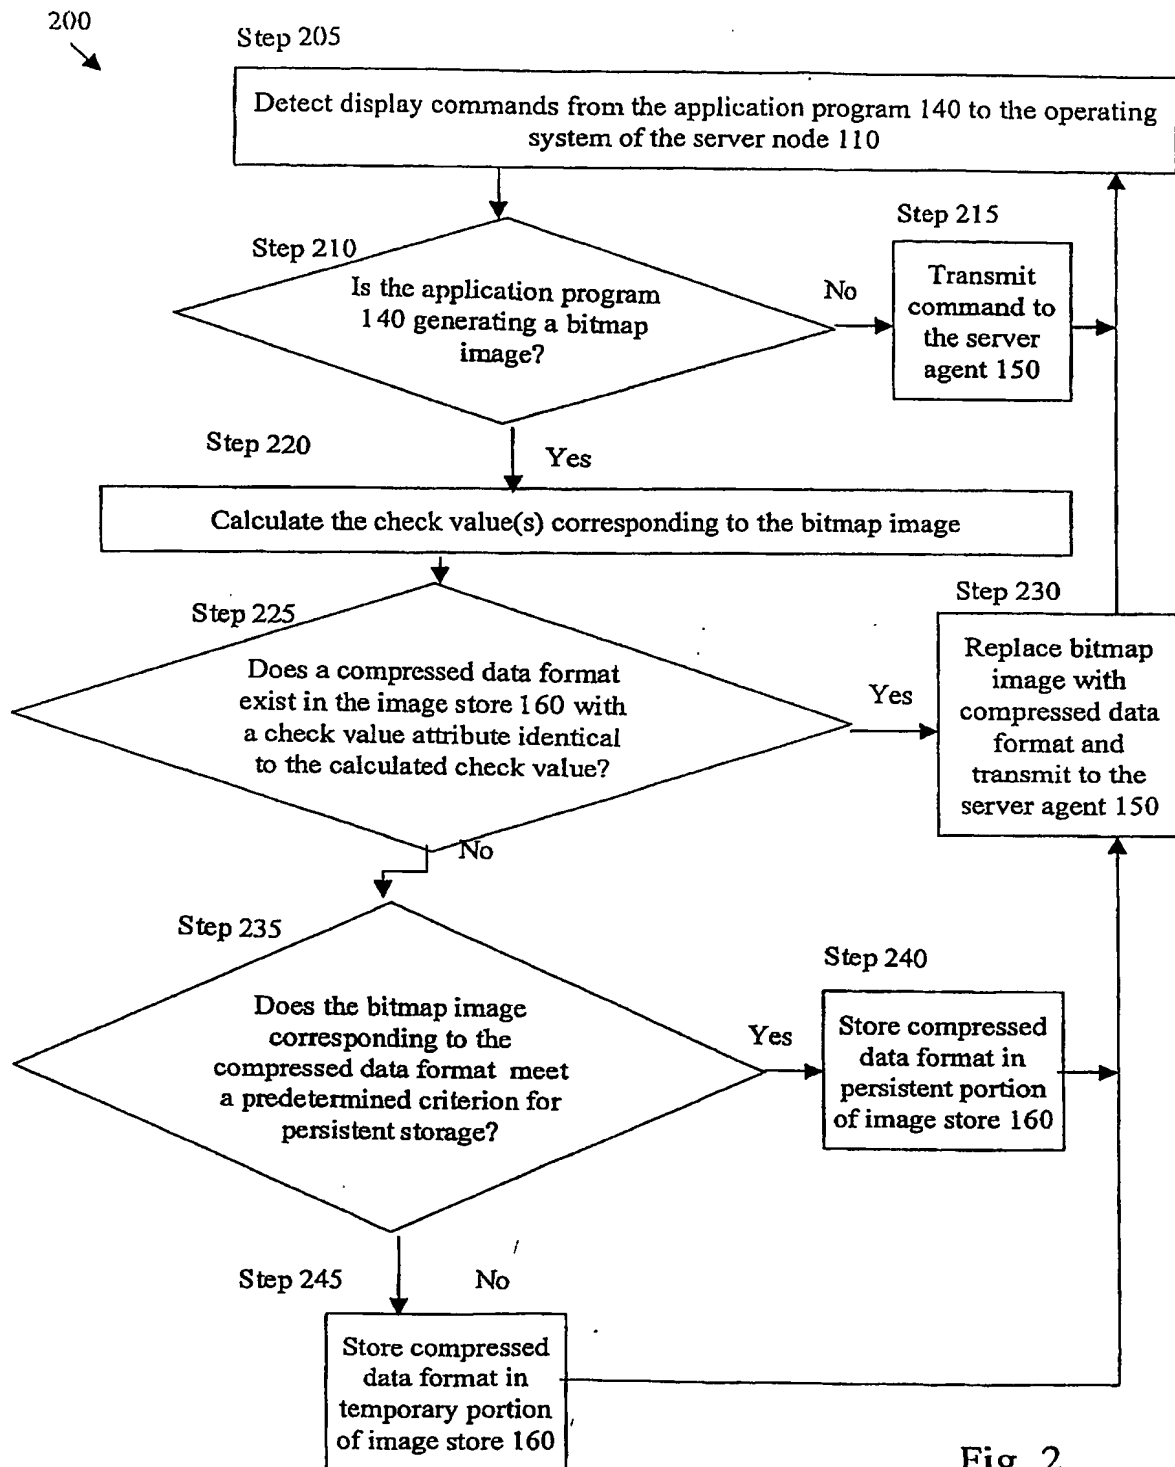 200
Step 205
Detect display commands from the application program 140 to the operating
system of the server node 110
Step 210
Is the application program
140 generating a bitmap
image?
No
Step 215
Transmit
command to
the server
agent 150
Step 220
Yes
Calculate the check value(s) corresponding to the bitmap image
Step 225
Does a compressed data format
exist in the image store 160 with
a check value attribute identical
to the calculated check value?
Yes
Step 230
Replace bitmap
image with
compressed data
format and
transmit to the
server agent 150
No
Step 235
Does the bitmap image
corresponding to the
compressed data format meet
a predetermined criterion for
persistent storage?
Yes
Step 240
Store compressed
data format in
persistent portion
of image store 160
Step 245
No
Store compressed
data format in
temporary portion
of image store 160
Fig. 2